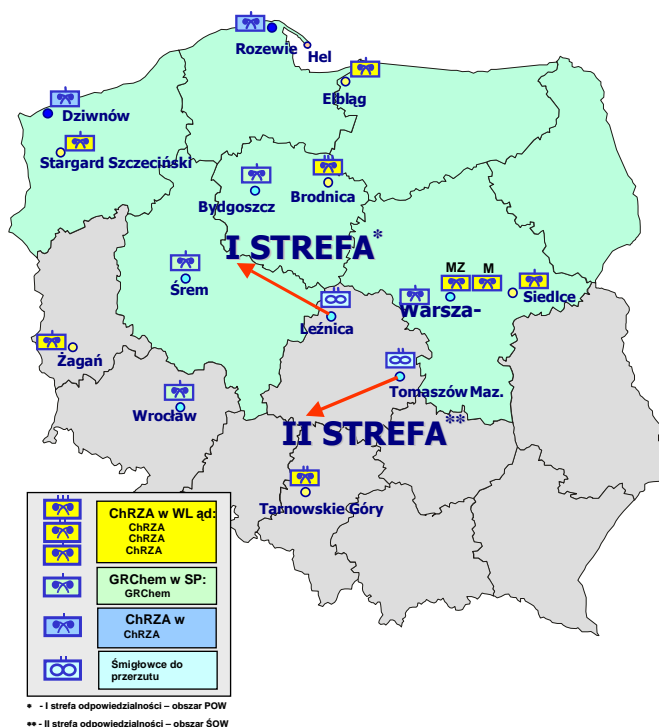 Rozewie
Hel
Elbląg
Dziwnów
Stargard Szczeciński
Bydgoszcz
Brodnica
I STREFA*
MZ M
Śrem
Siedlce
Warsza-
Leźnica
Żagań
Tomaszów Maz.
Wrocław
II STREFA**
Tarnowskie Góry
ChRZA w WL ąd:
ChRZA
ChRZA
ChRZA
GRChem w SP:
GRChem
ChRZA w
ChRZA
Śmigłowce do
przerzutu
* - I strefa odpowiedzialności – obszar POW
** - II strefa odpowiedzialności – obszar ŚOW